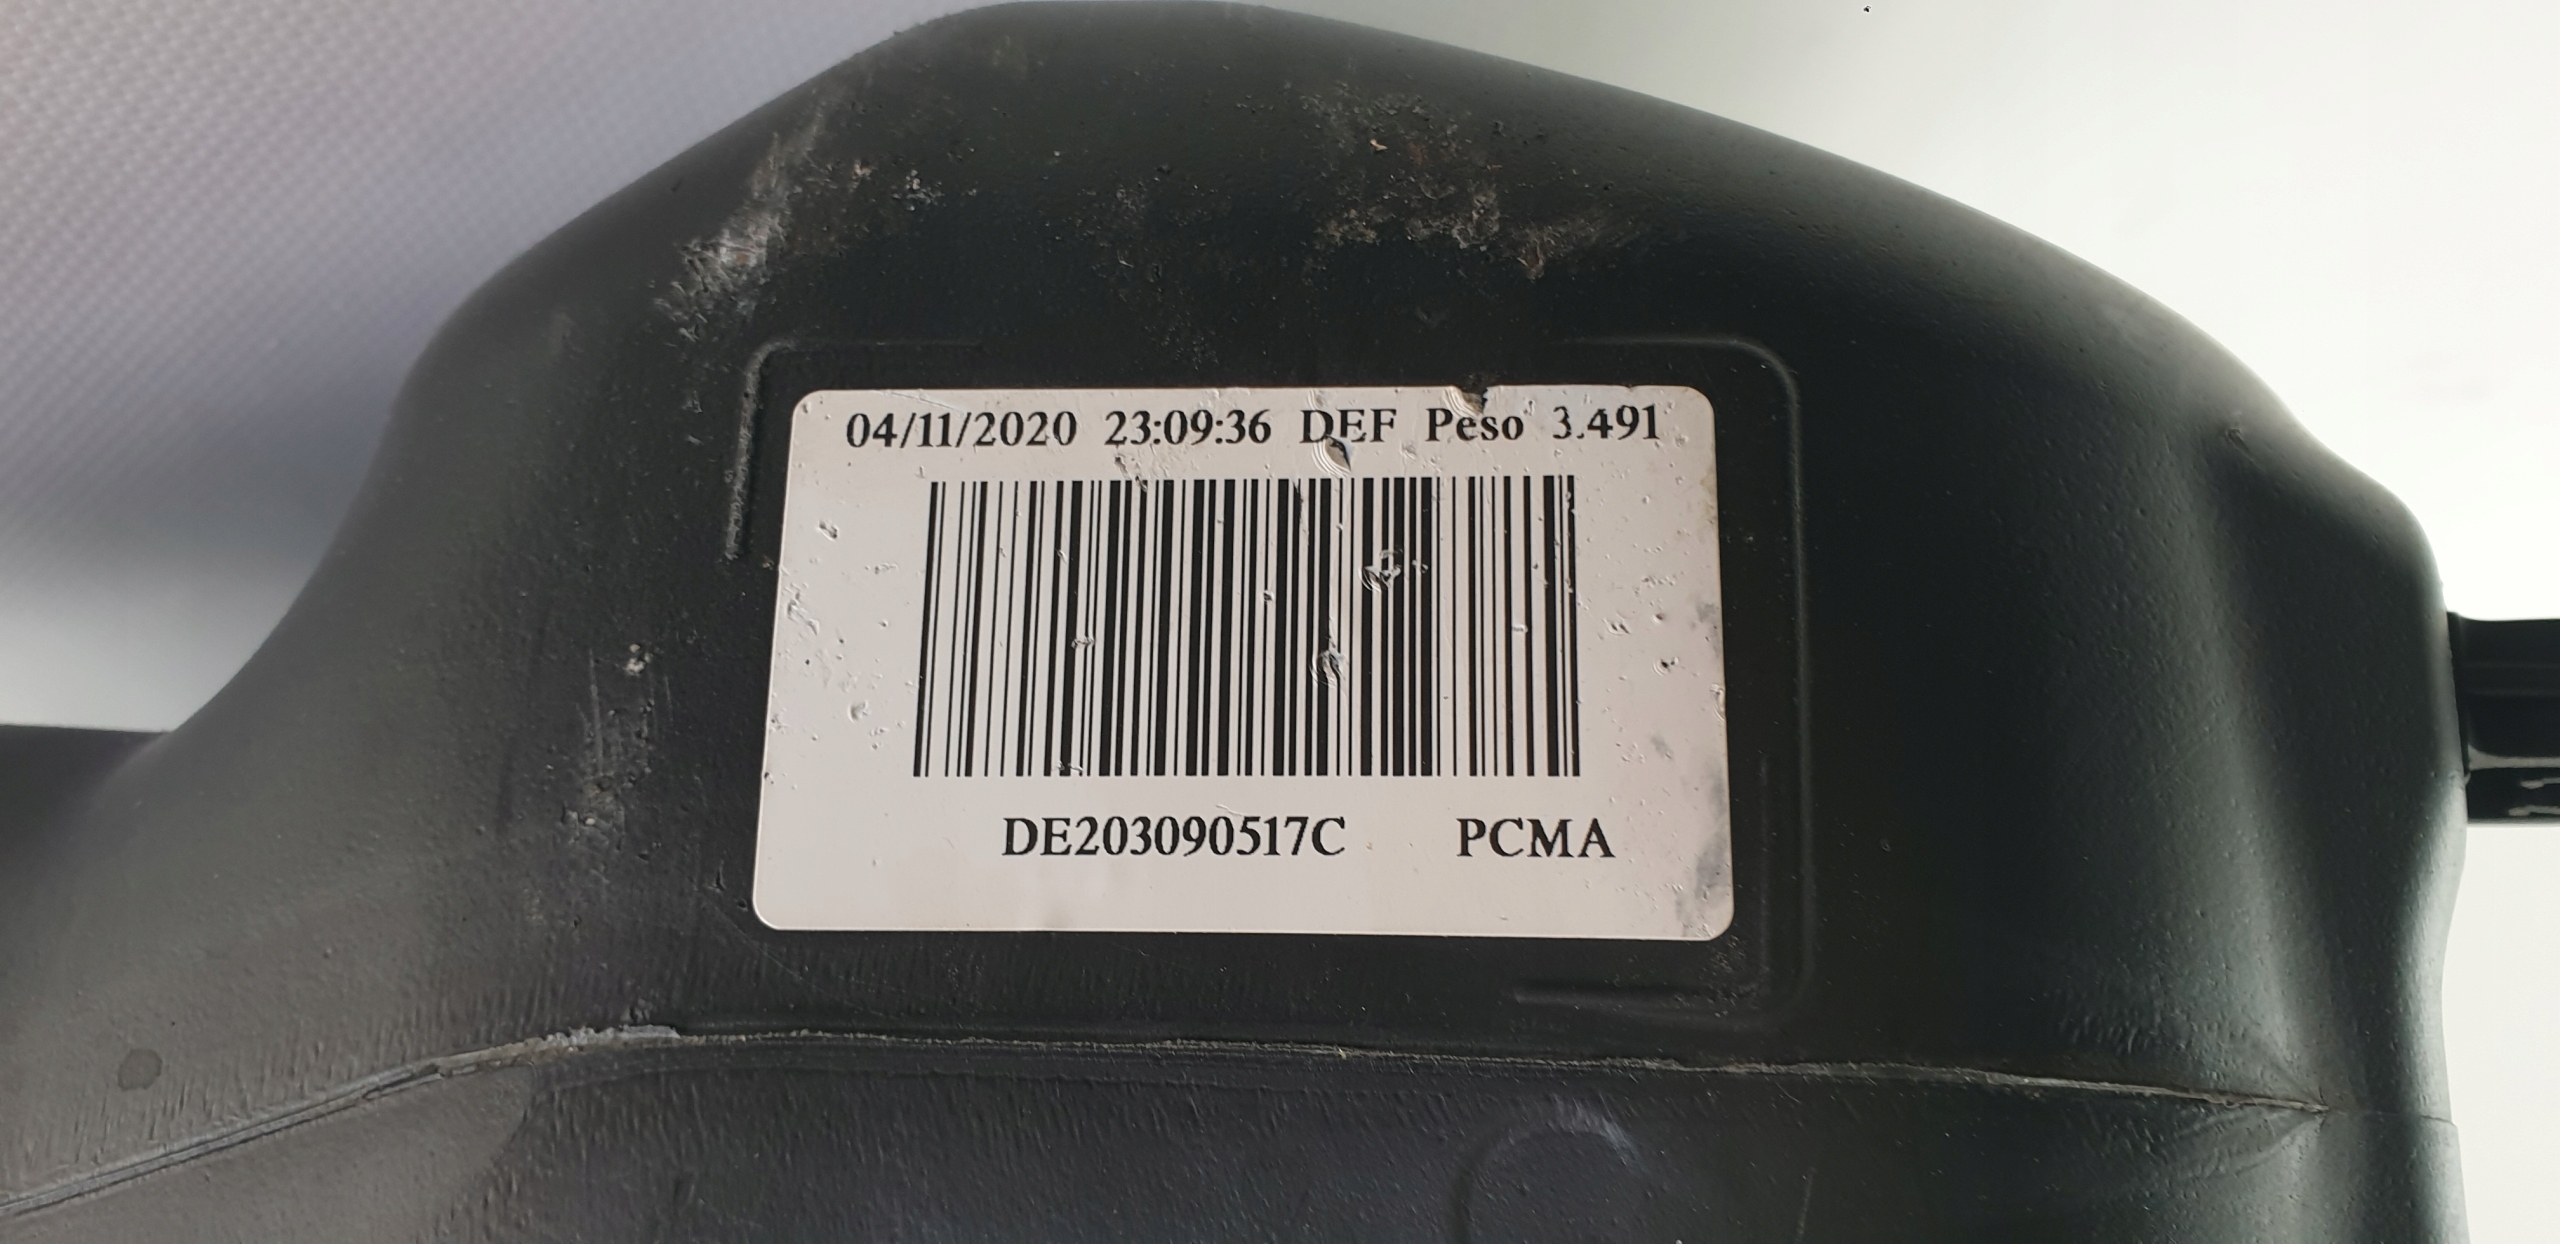 04/11/2020 23:09:36 DEF Peso 3.491
DE203090517C PCMA